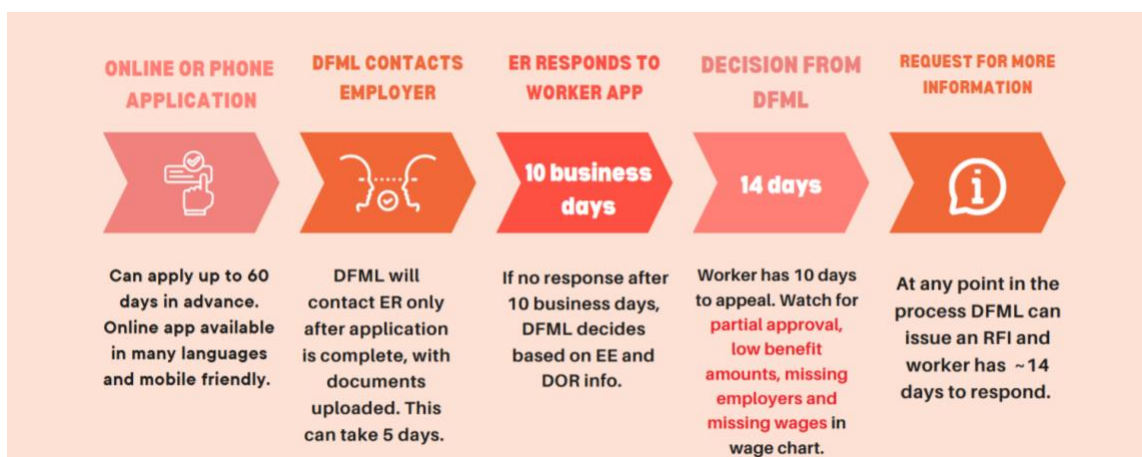 ONLINE OR PHONE
APPLICATION
Can apply up to 60
days in advance.
Online app available
in many languages
and mobile friendly.
DFML CONTACTS
EMPLOYER
DFML will
contact ER only
after application
is complete, with
documents
uploaded. This
can take 5 days.
ER RESPONDS TO
WORKER APP
10 business
days
If no response after
10 business days,
DFML decides
based on EE and
DOR info.
DECISION FROM
DFML
14 days
Worker has 10 days
to appeal. Watch for
partial approval,
low benefit
amounts, missing
employers and
missing wages in
wage chart.
REQUEST FOR MORE
INFORMATION
i
At any point in the
process DFML can
issue an RFI and
worker has ~14
days to respond.